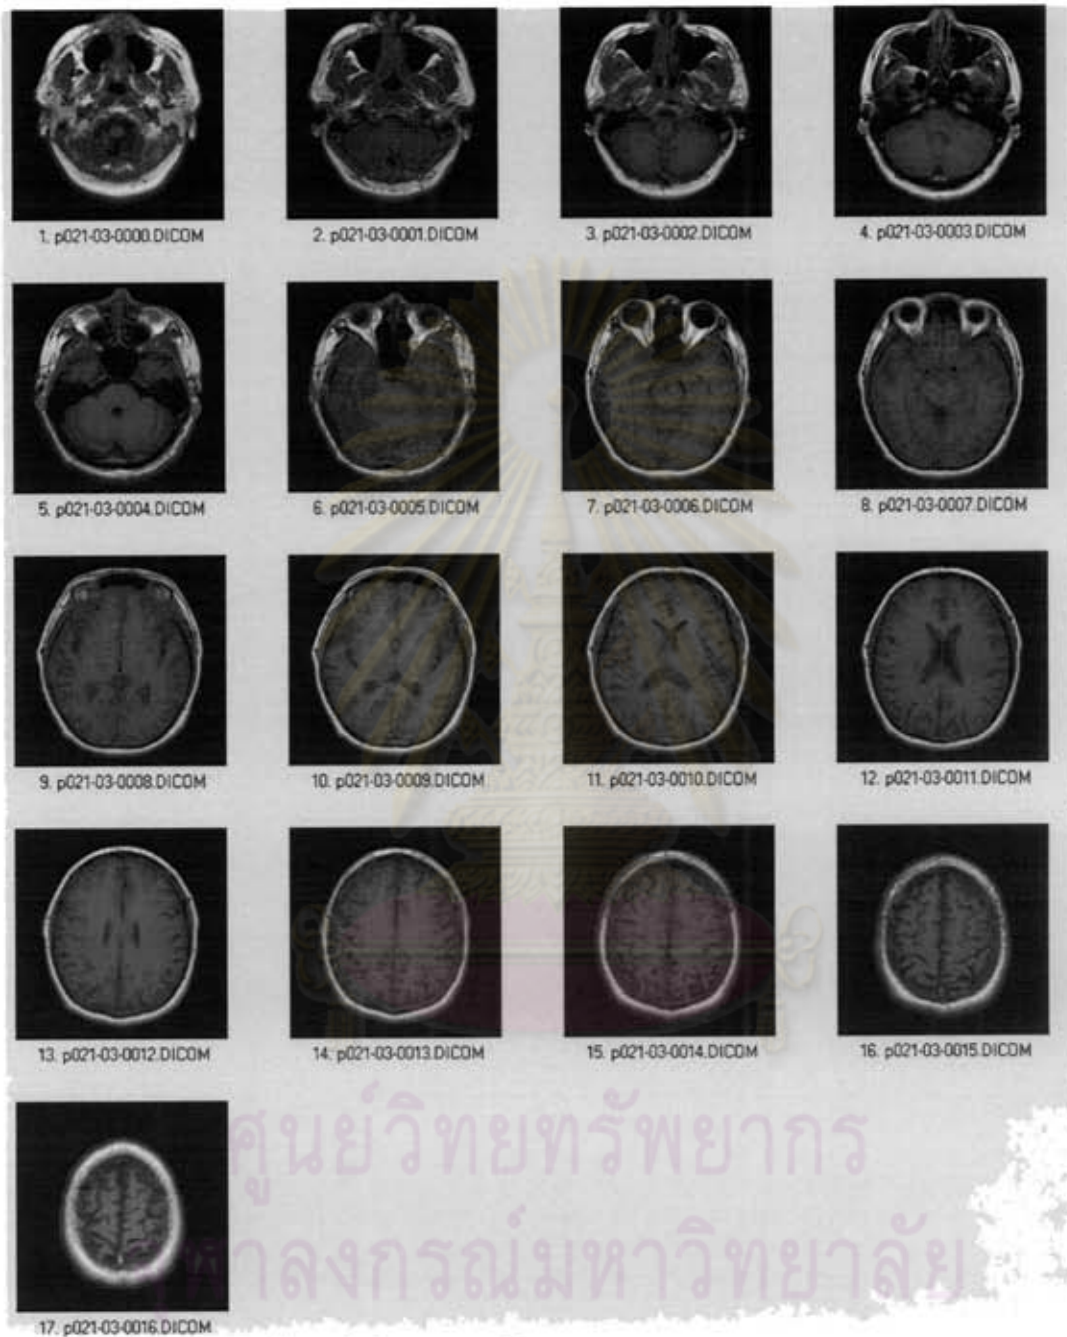 1. p021-03-0000.DICOM
2. p021-03-0001.DICOM
3. p021-03-0002.DICOM
4. p021-03-0003.DICOM
5. p021-03-0004.DICOM
6. p021-03-0005.DICOM
7. p021-03-0006.DICOM
8. p021-03-0007.DICOM
9. p021-03-0008.DICOM
10. p021-03-0009.DICOM
11. p021-03-0010.DICOM
12. p021-03-0011.DICOM
13. p021-03-0012.DICOM
14. p021-03-0013.DICOM
15. p021-03-0014.DICOM
16. p021-03-0015.DICOM
ศูนย์วิทยทรัพยากร
จุฬาลงกรณ์มหาวิทยาลัย
17. p021-03-0016.DICOM